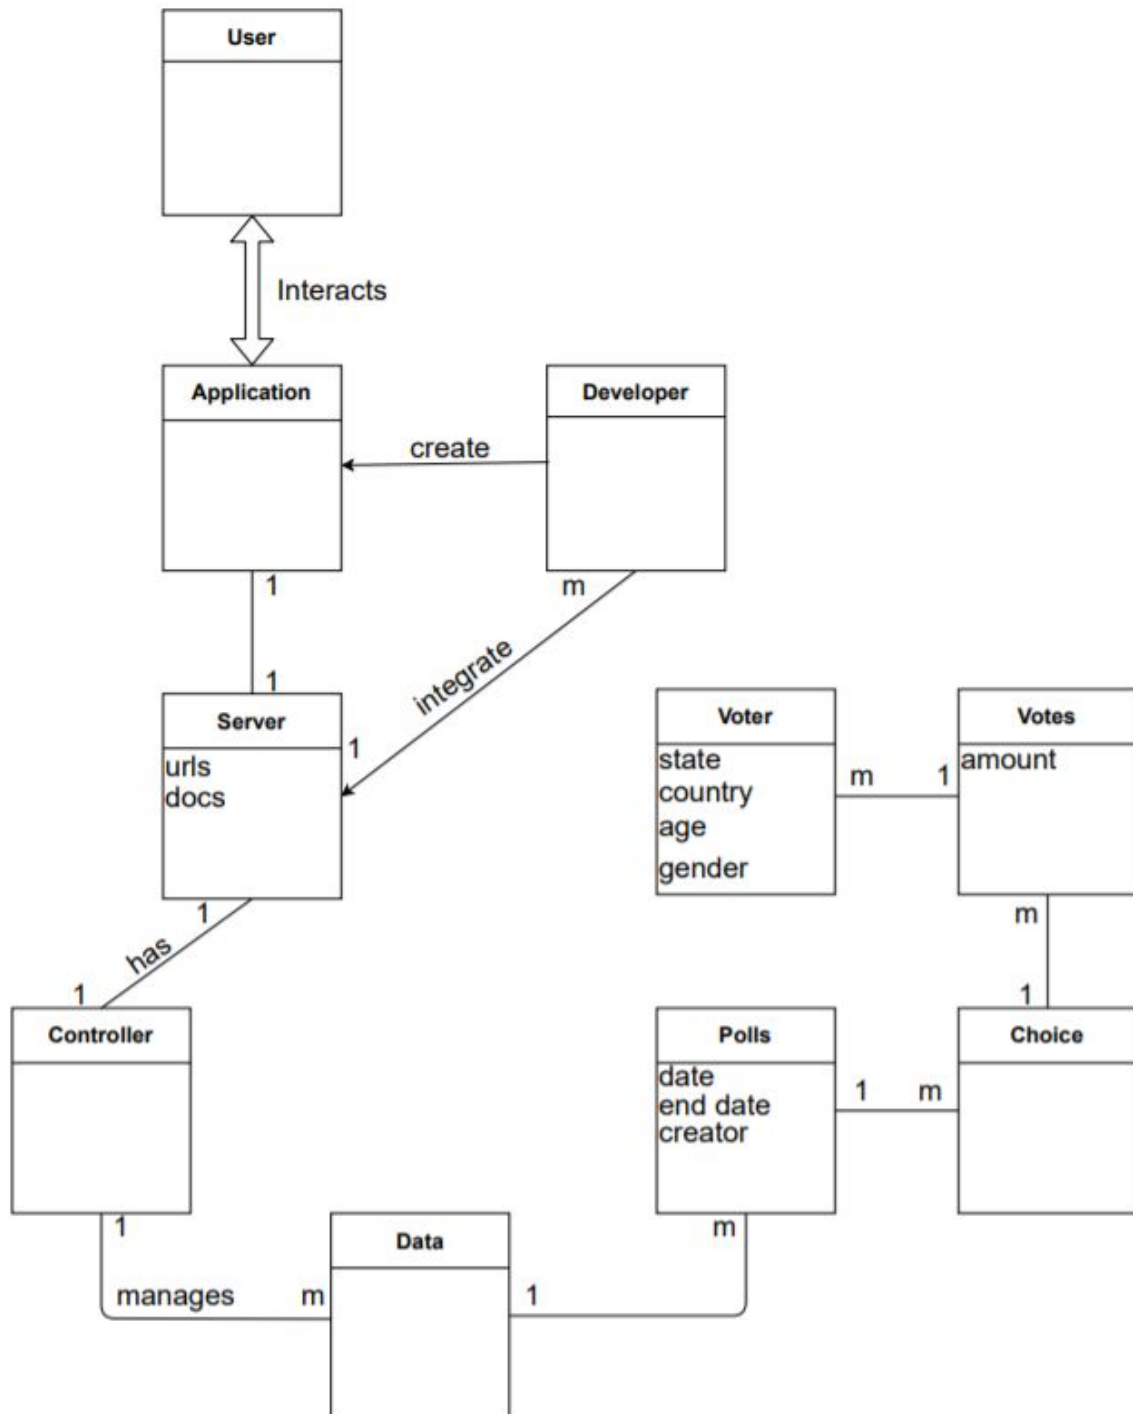 User
Interacts
Application
Developer
create
1
m
integrate
1
Server
1
urls
docs
Voter
state
country
age
gender
m
1
Votes
amount
1
has
1
m
1
Controller
Polls
date
end date
creator
1
m
Choice
1
manages
m
Data
1
m